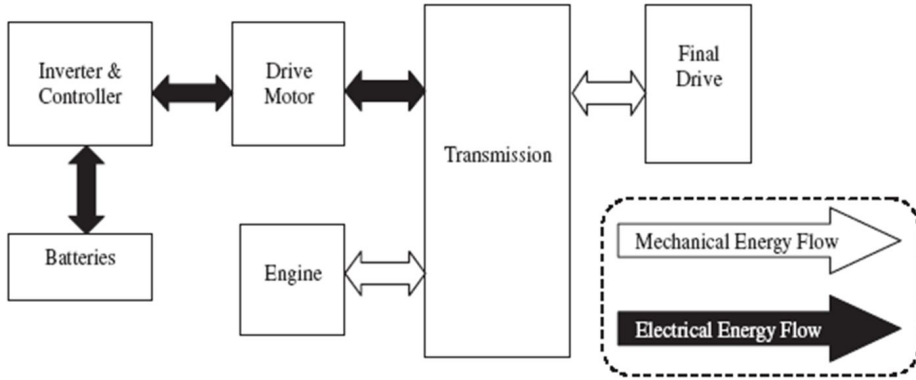 Inverter &
Controller
Drive
Motor
Transmission
Final
Drive
Batteries
Engine
Mechanical Energy Flow
Electrical Energy Flow